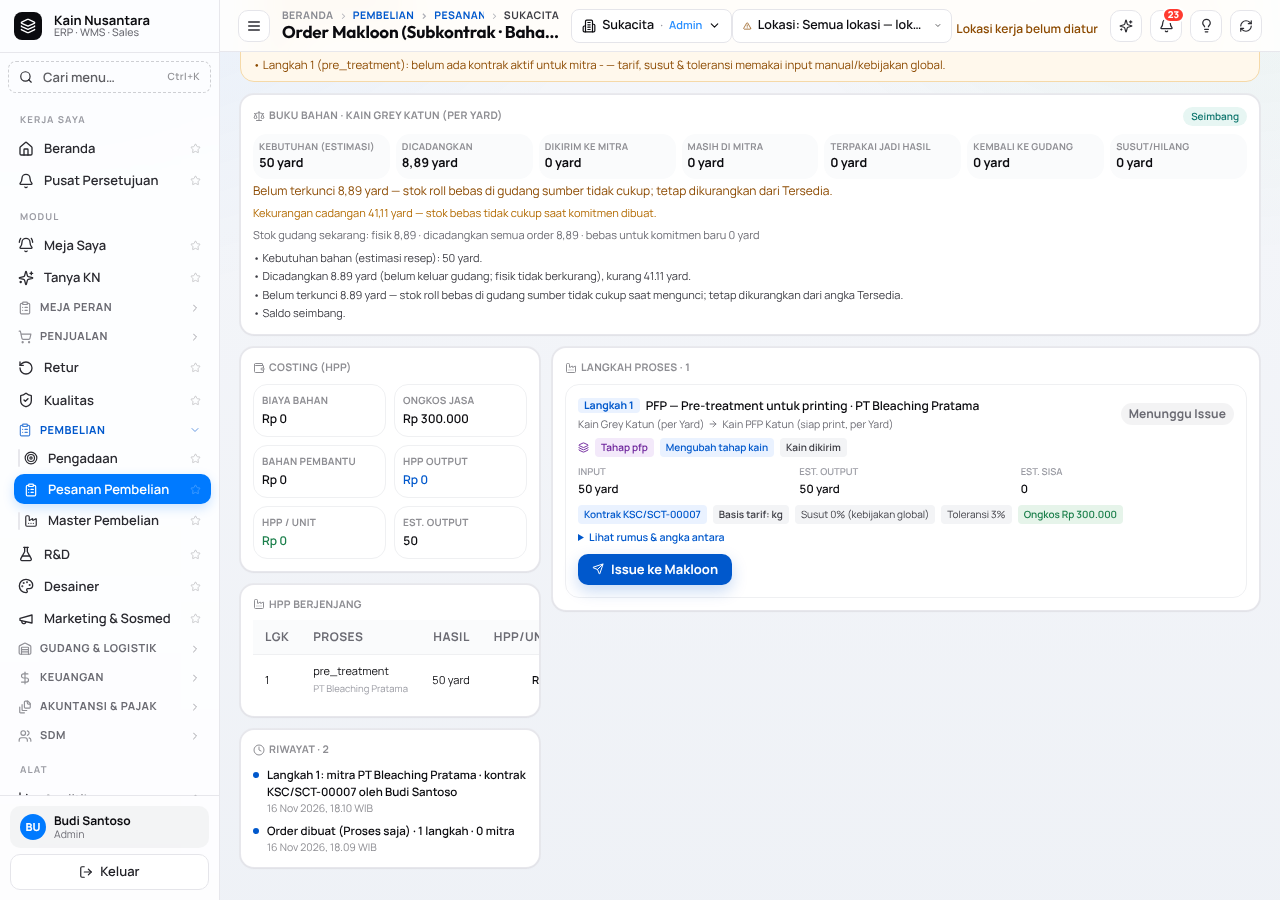 Kain Nusantara
ERP · WMS · Sales
Cari menu... Ctrl+K
KERJA SAYA
Beranda
Pusat Persetujuan
MODUL
Meja Saya
Tanya KN
MEJA PERAN
PENJUALAN
Retur
Kualitas
PEMBELIAN
Pengadaan
Pesanan Pembelian
Master Pembelian
R&D
Desainer
Marketing & Sosmed
GUDANG & LOGISTIK
KEUANGAN
AKUNTANSI & PAJAK
SDM
ALAT
BU Budi Santoso
Admin
Keluar
BERANDA > PEMBELIAN > PESANAN > SUKACITA
Order Makloon (Subkontrak · Baha...
Sukacita · Admin
Lokasi: Semua lokasi — lok...
Lokasi kerja belum diatur
23
• Langkah 1 (pre_treatment): belum ada kontrak aktif untuk mitra - — tarif, susut & toleransi memakai input manual/kebijakan global.
BUKU BAHAN · KAIN GREY KATUN (PER YARD) Seimbang
KEBUTUHAN (ESTIMASI) DICADANGKAN DIKIRIM KE MITRA MASIH DI MITRA TERPAKAI JADI HASIL KEMBALI KE GUDANG SUSUT/HILANG
50 yard 8,89 yard 0 yard 0 yard 0 yard 0 yard 0 yard
Belum terkunci 8,89 yard — stok roll bebas di gudang sumber tidak cukup; tetap dikurangkan dari Tersedia.
Kekurangan cadangan 41,11 yard — stok bebas tidak cukup saat komitmen dibuat.
Stok gudang sekarang: fisik 8,89 · dicadangkan semua order 8,89 · bebas untuk komitmen baru 0 yard
• Kebutuhan bahan (estimasi resep): 50 yard.
• Dicadangkan 8.89 yard (belum keluar gudang; fisik tidak berkurang), kurang 41.11 yard.
• Belum terkunci 8.89 yard — stok roll bebas di gudang sumber tidak cukup saat mengunci; tetap dikurangkan dari angka Tersedia.
• Saldo seimbang.
COSTING (HPP)
BIAYA BAHAN ONGKOS JASA
Rp 0 Rp 300.000
BAHAN PEMBANTU HPP OUTPUT
Rp 0 Rp 0
HPP / UNIT EST. OUTPUT
Rp 0 50
HPP BERJENJANG
LGK PROSES HASIL HPP/UN
1 pre_treatment 50 yard R
PT Bleaching Pratama
RIWAYAT · 2
Langkah 1: mitra PT Bleaching Pratama · kontrak
KSC/SCT-00007 oleh Budi Santoso
16 Nov 2026, 18.10 WIB
Order dibuat (Proses saja) · 1 langkah · 0 mitra
16 Nov 2026, 18.09 WIB
LANGKAH PROSES · 1
Langkah 1 PFP — Pre-treatment untuk printing · PT Bleaching Pratama
Menunggu Issue
Kain Grey Katun (per Yard) → Kain PFP Katun (siap print, per Yard)
Tahap pfp Mengubah tahap kain Kain dikirim
INPUT EST. OUTPUT EST. SISA
50 yard 50 yard 0
Kontrak KSC/SCT-00007 Basis tarif: kg Susut 0% (kebijakan global) Toleransi 3% Ongkos Rp 300.000
Lihat rumus & angka antara
Issue ke Makloon